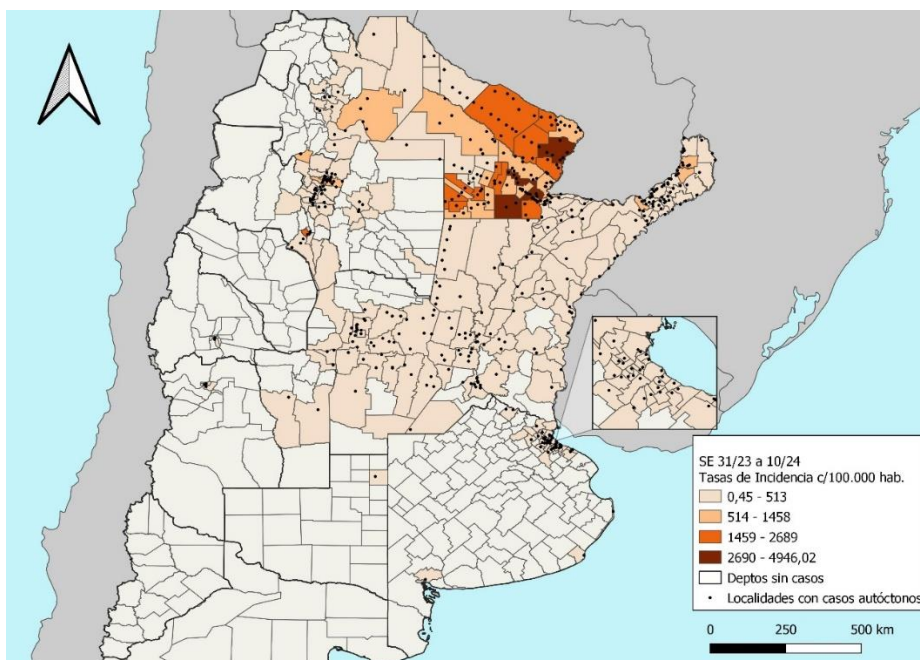 SE 31/23 a 10/24
Tasas de Incidencia c/100.000 hab.
0,45 - 513
514 - 1458
1459 - 2689
2690 - 4946,02
Deptos sin casos
Localidades con casos autóctonos
0 250 500 km